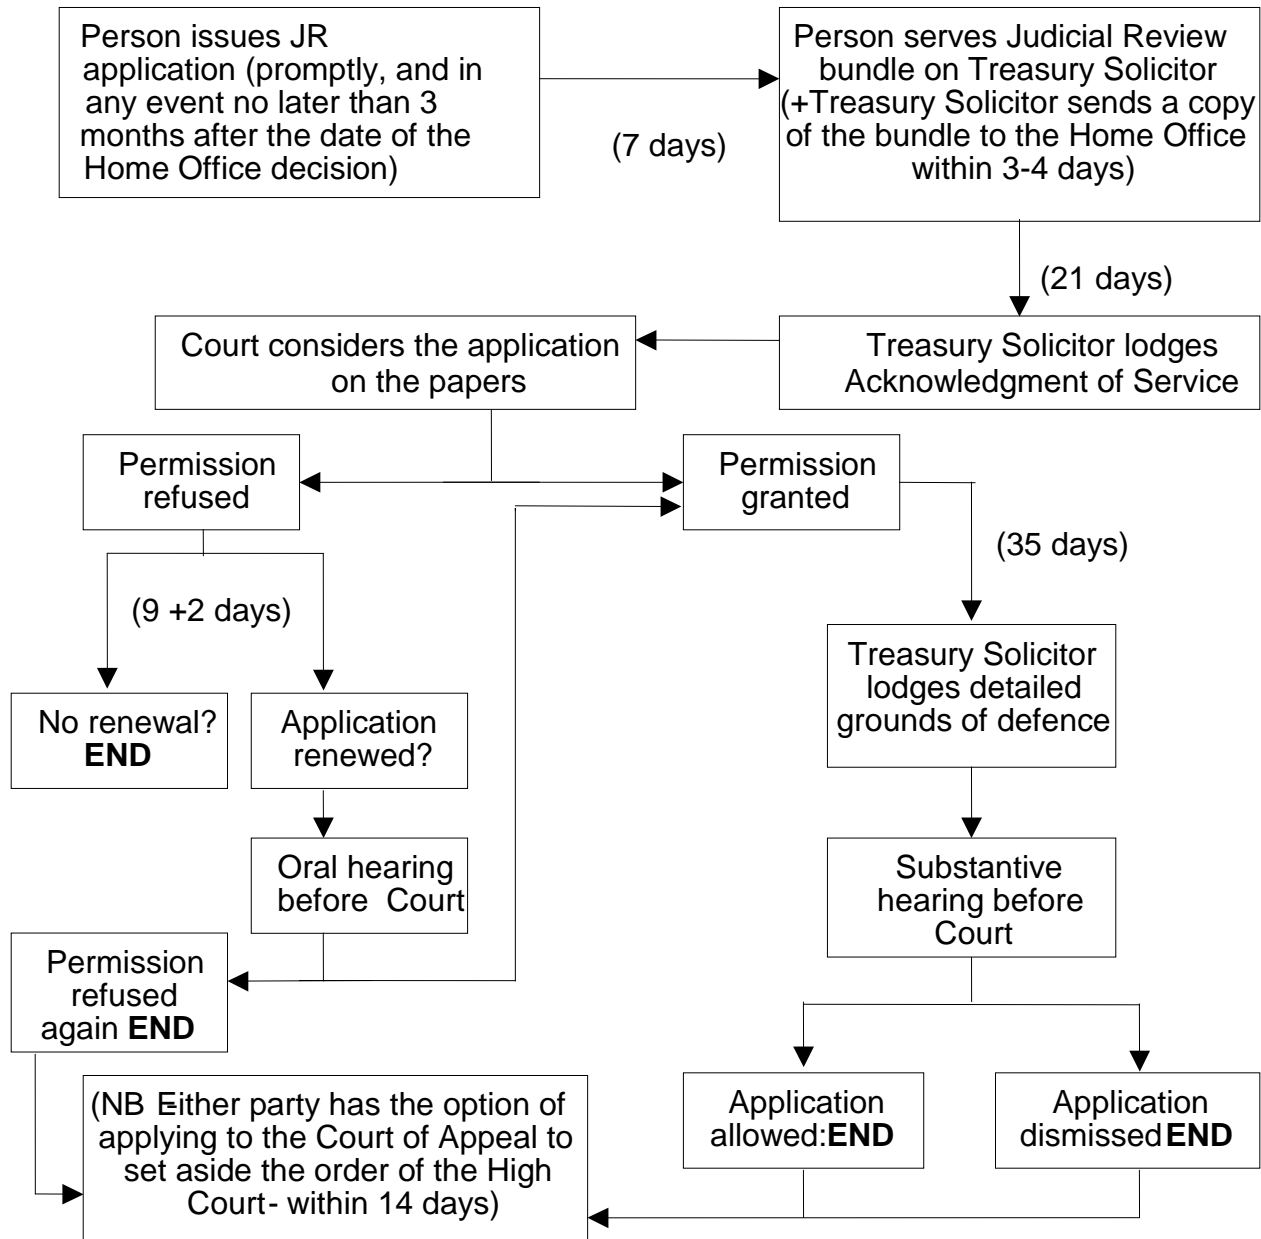 Person issues JR
application (promptly, and in
any event no later than 3
months after the date of the
Home Office decision)
(7 days)
Person serves Judicial Review
bundle on Treasury Solicitor
(+Treasury Solicitor sends a copy
of the bundle to the Home Office
within 3-4 days)
(21 days)
Treasury Solicitor lodges
Acknowledgment of Service
Court considers the application
on the papers
Permission
refused
Permission
granted
(35 days)
(9 +2 days)
No renewal?
END
Application
renewed?
Treasury Solicitor
lodges detailed
grounds of defence
Oral hearing
before Court
Substantive
hearing before
Court
Permission
refused
again END
Application
allowed:END
Application
dismissed END
(NB Either party has the option of
applying to the Court of Appeal to
set aside the order of the High
Court- within 14 days)